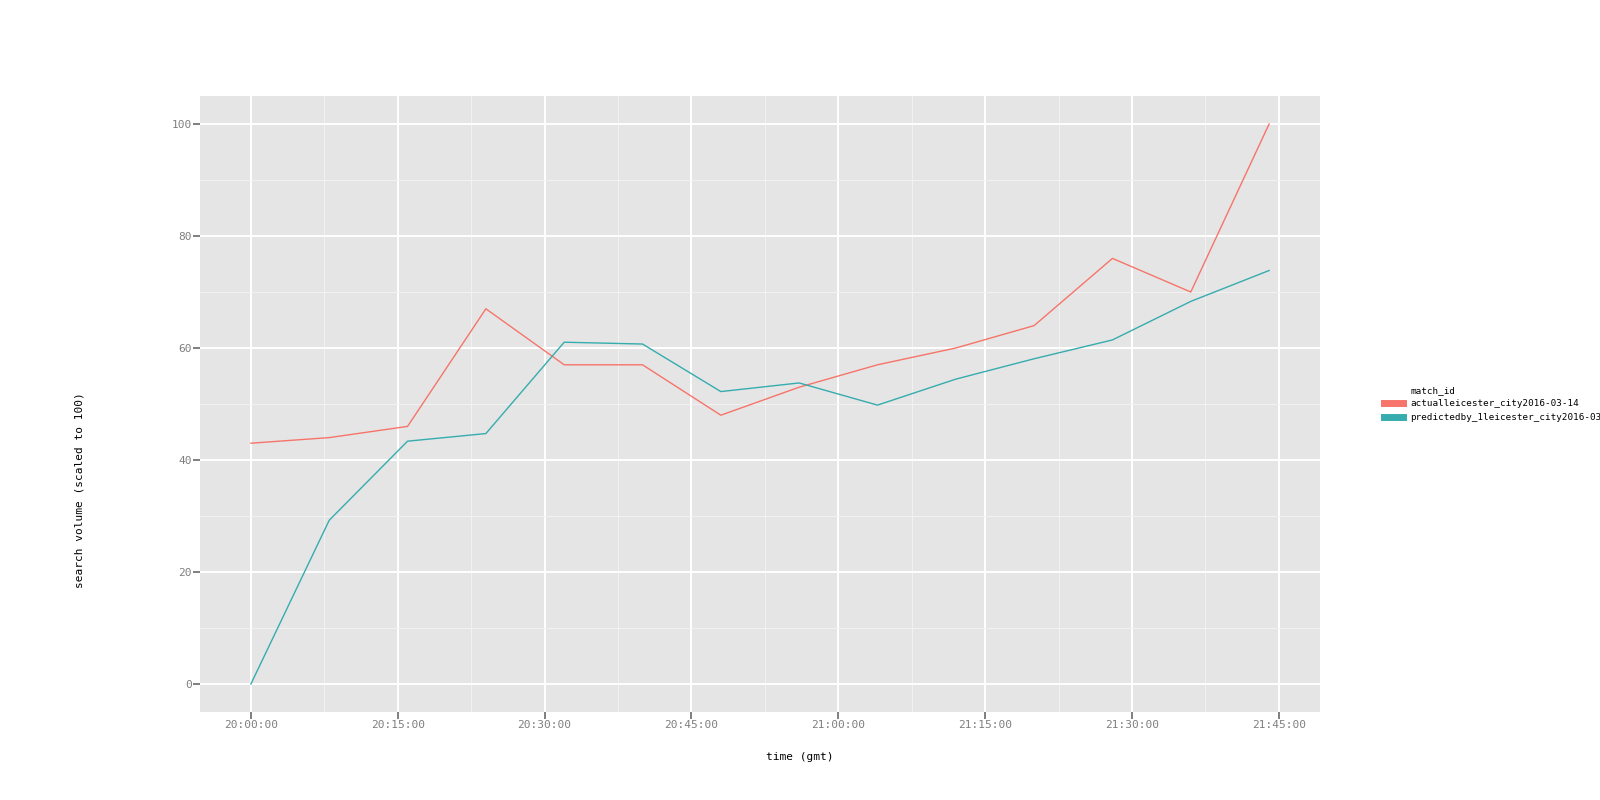 100
80
60
40
20
0
search volume (scaled to 100)
20:00:00 20:15:00 20:30:00 20:45:00 21:00:00 21:15:00 21:30:00 21:45:00
time (gmt)
match_id
actualleicester_city2016-03-14
predictedby_1leicester_city2016-03